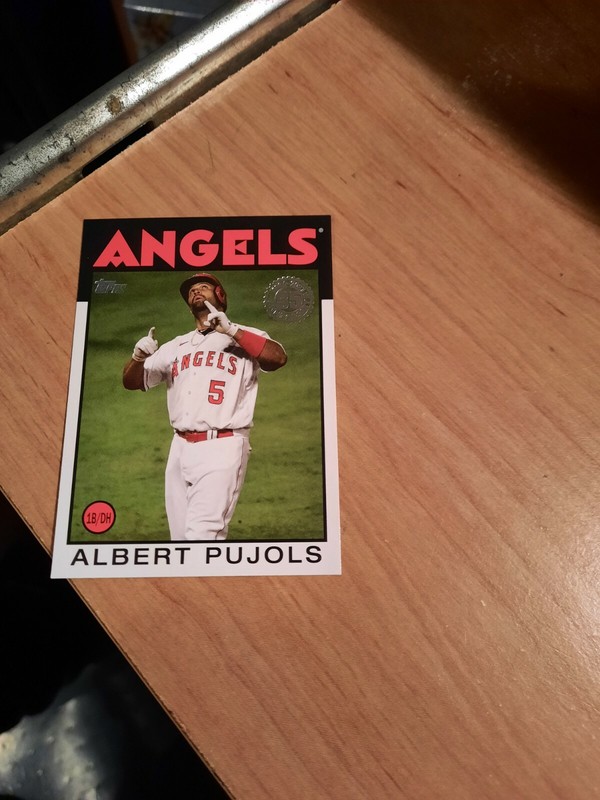 ANGELS
Topps
ANGELS
5
1B/DH
ALBERT PUJOLS